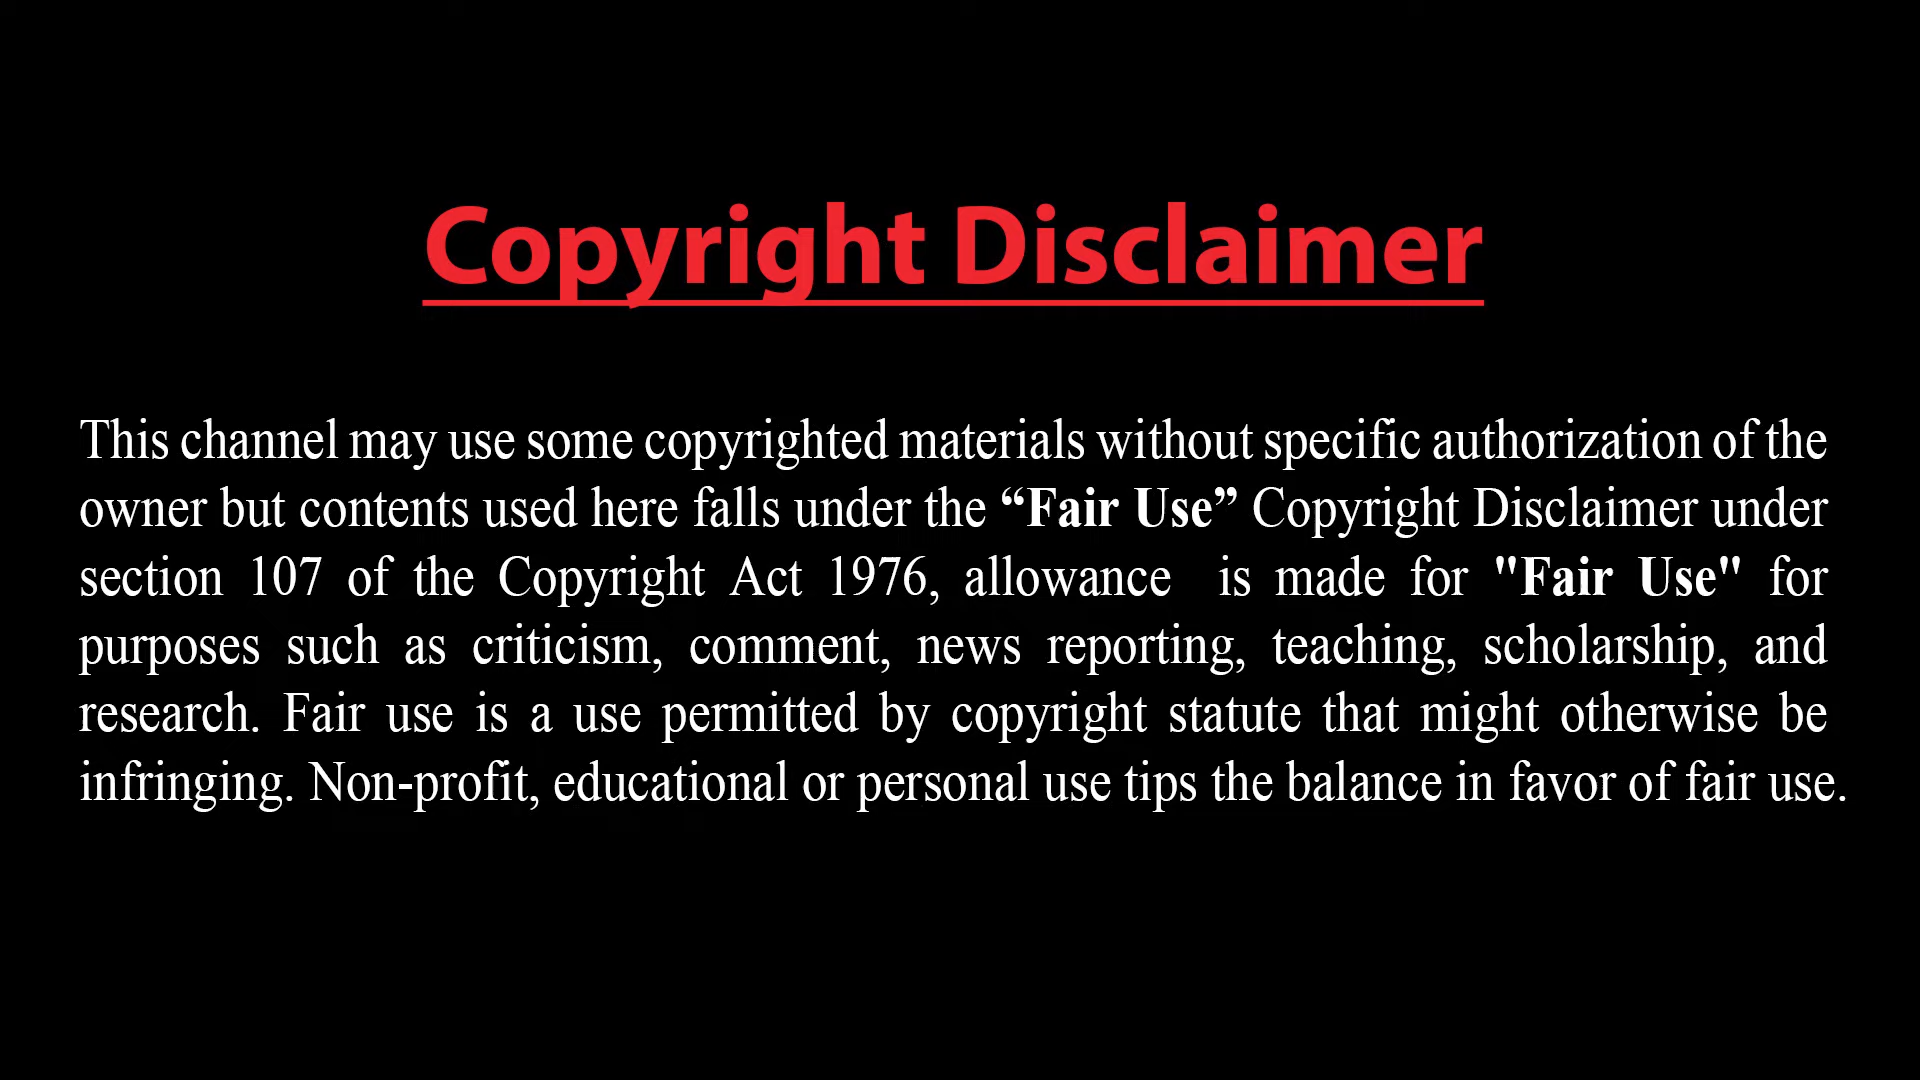 Copyright Disclaimer
This channel may use some copyrighted materials without specific authorization of the
owner but contents used here falls under the “Fair Use” Copyright Disclaimer under
section 107 of the Copyright Act 1976, allowance is made for "Fair Use" for
purposes such as criticism, comment, news reporting, teaching, scholarship, and
research. Fair use is a use permitted by copyright statute that might otherwise be
infringing. Non-profit, educational or personal use tips the balance in favor of fair use.